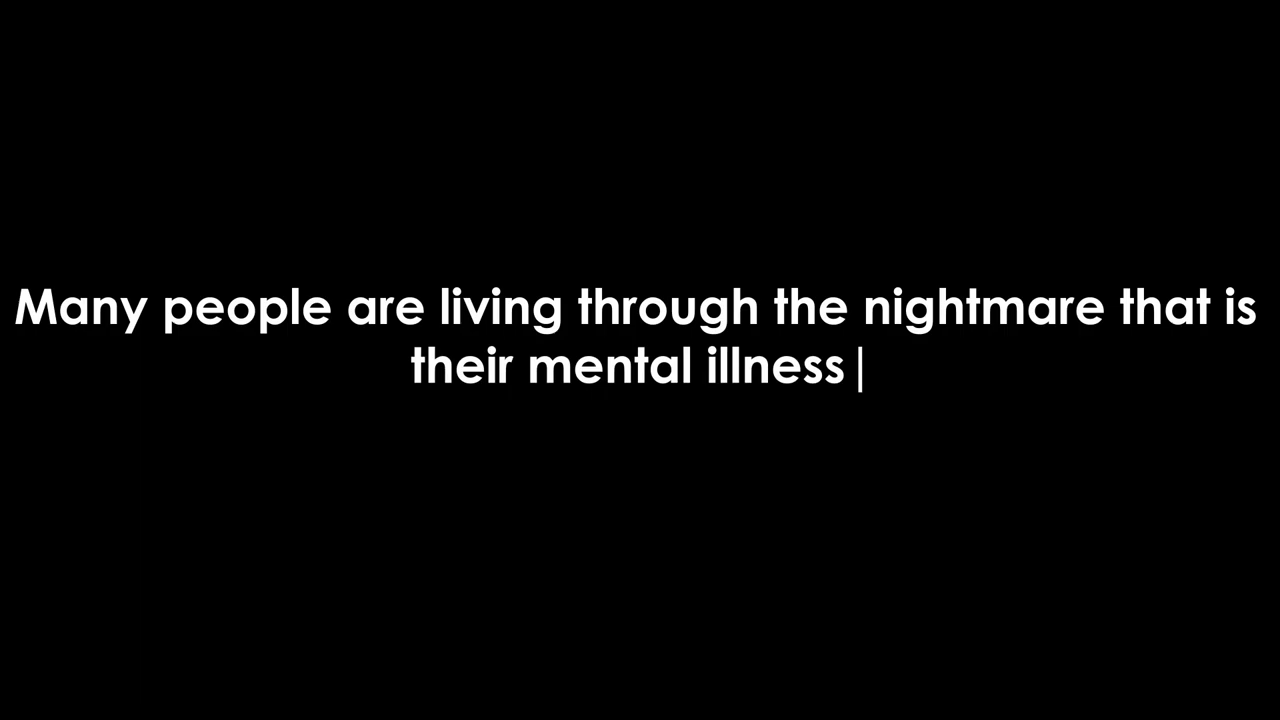 Many people are living through the nightmare that is
their mental illness|